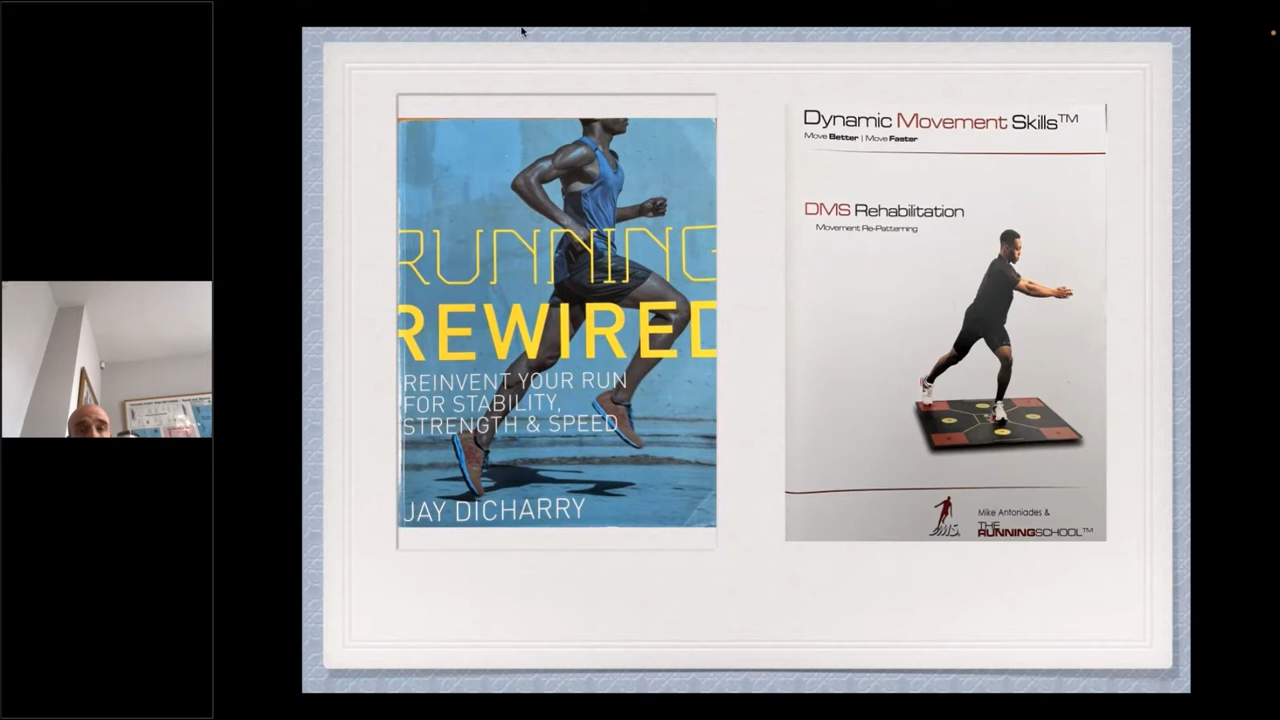 RUNNING
REWIRED
REINVENT YOUR RUN
FOR STABILITY,
STRENGTH & SPEED
JAY DICHARRY
Dynamic Movement Skills™
Move Better | Move Faster
DMS Rehabilitation
Movement Re-Patterning
DMS
Mike Antoniades &
THE
RUNNINGSCHOOL™